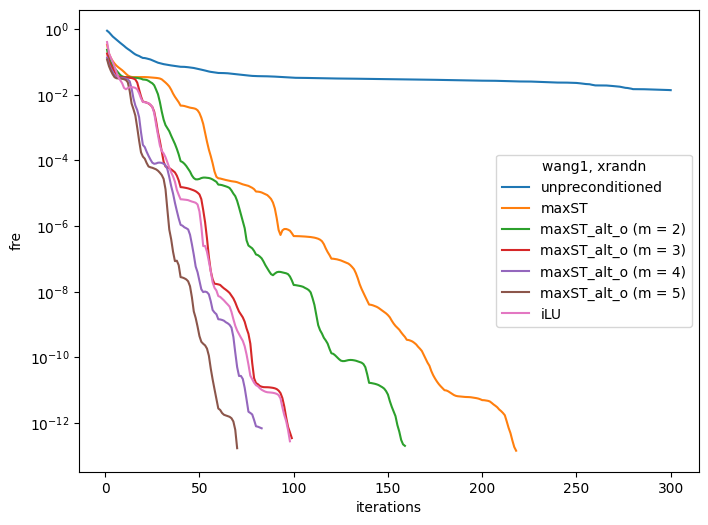 10^0
10^−2
10^−4
10^−6
10^−8
10^−10
10^−12
fre
wang1, xrandn
unpreconditioned
maxST
maxST_alt_o (m = 2)
maxST_alt_o (m = 3)
maxST_alt_o (m = 4)
maxST_alt_o (m = 5)
iLU
0 50 100 150 200 250 300
iterations